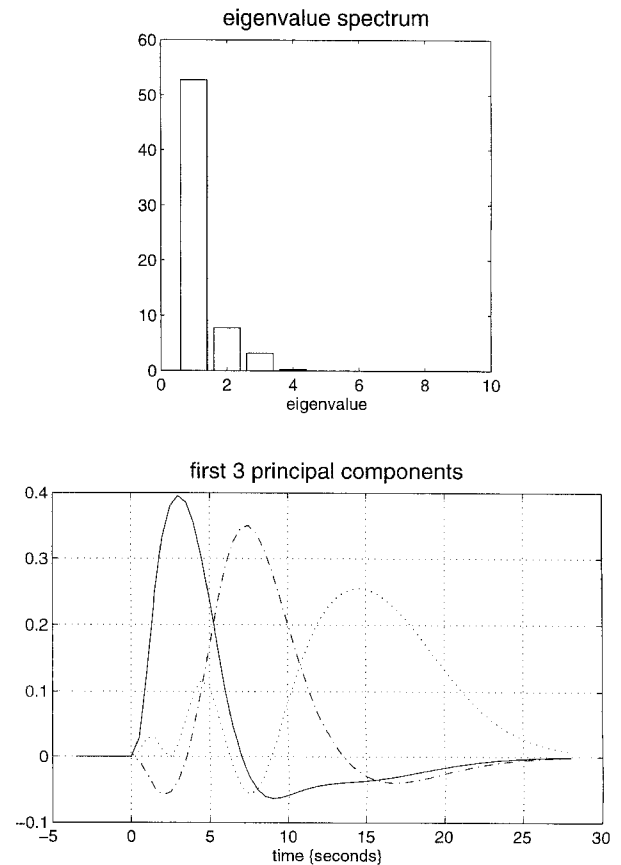 eigenvalue spectrum
60
50
40
30
20
10
0
0 2 4 6 8 10
eigenvalue
first 3 principal components
0.4
0.3
0.2
0.1
0
−0.1
−5 0 5 10 15 20 25 30
time {seconds}